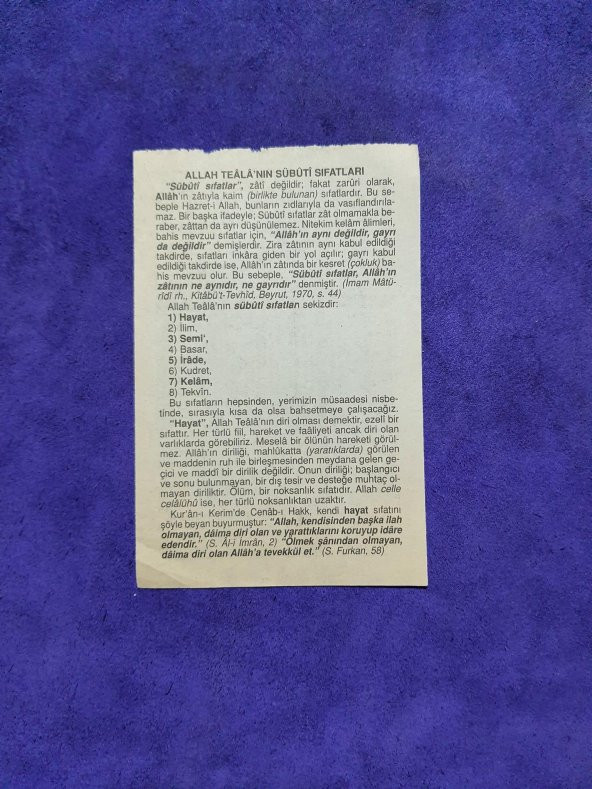 ALLAH TEÂLÂ'NIN SÜBÛTÎ SIFATLARI
"Sübûtî sıfatlar", zâtî değildir; fakat zarûrî olarak,
Allâh'ın zâtıyla kaim (birlikte bulunan) sıfatlardır. Bu se-
beple Hazret-i Allah, bunların zıdlarıyla da vasıflandırıla-
maz. Bir başka ifadeyle; Sübûtî sıfatlar zât olmamakla be-
raber, zâttan da ayrı düşünülemez. Nitekim kelâm âlimleri,
bahis mevzuu sıfatlar için, "Allâh'ın aynı değildir, gayrı
da değildir" demişlerdir. Zira zâtının aynı kabul edildiği
takdirde, sıfatları inkâra giden bir yol açılır; gayrı kabul
edildiği takdirde ise, Allâh'ın zâtında bir kesret (çokluk) ba-
his mevzuu olur. Bu sebeple, "Sübûtî sıfatlar, Allâh'ın
zâtının ne aynıdır, ne gayrıdır" denmiştir. (İmam Mâtü-
rîdî rh., Kitâbü't-Tevhîd, Beyrut, 1970, s. 44)
Allah Teâlâ'nın sübûtî sıfatları sekizdir:
1) Hayat,
2) İlim,
3) Semi',
4) Basar,
5) İrâde,
6) Kudret,
7) Kelâm,
8) Tekvîn.
Bu sıfatların hepsinden, yerimizin müsaadesi nisbe-
tinde, sırasıyla kısa da olsa bahsetmeye çalışacağız.
"Hayat", Allah Teâlâ'nın diri olması demektir, ezelî bir
sıfattır. Her türlü fiil, hareket ve faâliyeti ancak diri olan
varlıklarda görebiliriz. Meselâ bir ölünün hareketi görül-
mez. Allâh'ın diriliği, mahlûkatta (yaratıklarda) görülen
ve maddenin ruh ile birleşmesinden meydana gelen ge-
çici ve maddî bir dirilik değildir. Onun diriliği; başlangıcı
ve sonu bulunmayan, bir dış tesir ve desteğe muhtaç ol-
mayan diriliktir. Ölüm, bir noksanlık sıfatıdır. Allah celle
celâlühû ise, her türlü noksanlıktan uzaktır.
Kur'ân-ı Kerîm'de Cenâb-ı Hakk, kendi hayat sıfatını
şöyle beyan buyurmuştur: "Allah, kendisinden başka ilah
olmayan, dâima diri olan ve yarattıklarını koruyup idâre
edendir." (S. Âl-i İmrân, 2) "Ölmek şânından olmayan,
dâima diri olan Allâh'a tevekkül et." (S. Furkan, 58)